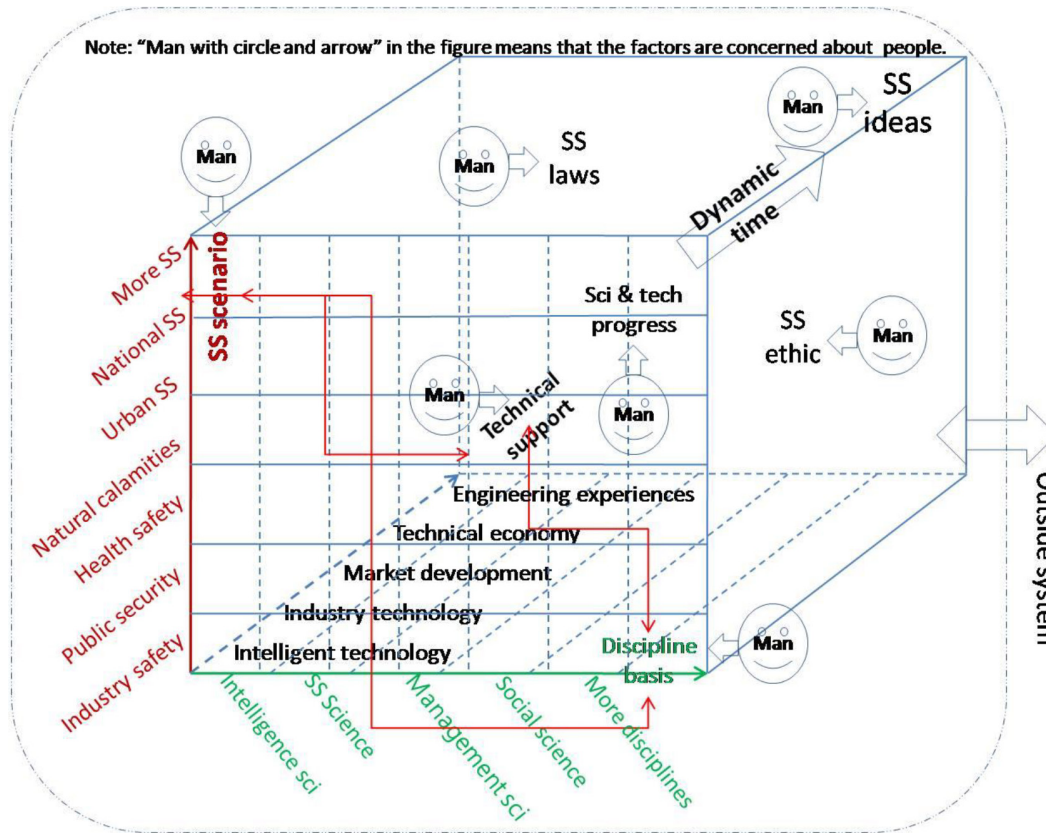 Note: “Man with circle and arrow” in the figure means that the factors are concerned about people.
Man
SS
ideas
Man
Man
SS
laws
Dynamic
time
SS scenario
More SS
National SS
Urban SS
Natural calamities
Health safety
Public security
Industry safety
Sci & tech
progress
Man
SS
ethic
Man
Man
Technical
support
Outside system
Engineering experiences
Technical economy
Market development
Industry technology
Intelligent technology
Discipline
basis
Man
Intelligence sci
SS Science
Management sci
Social science
More disciplines